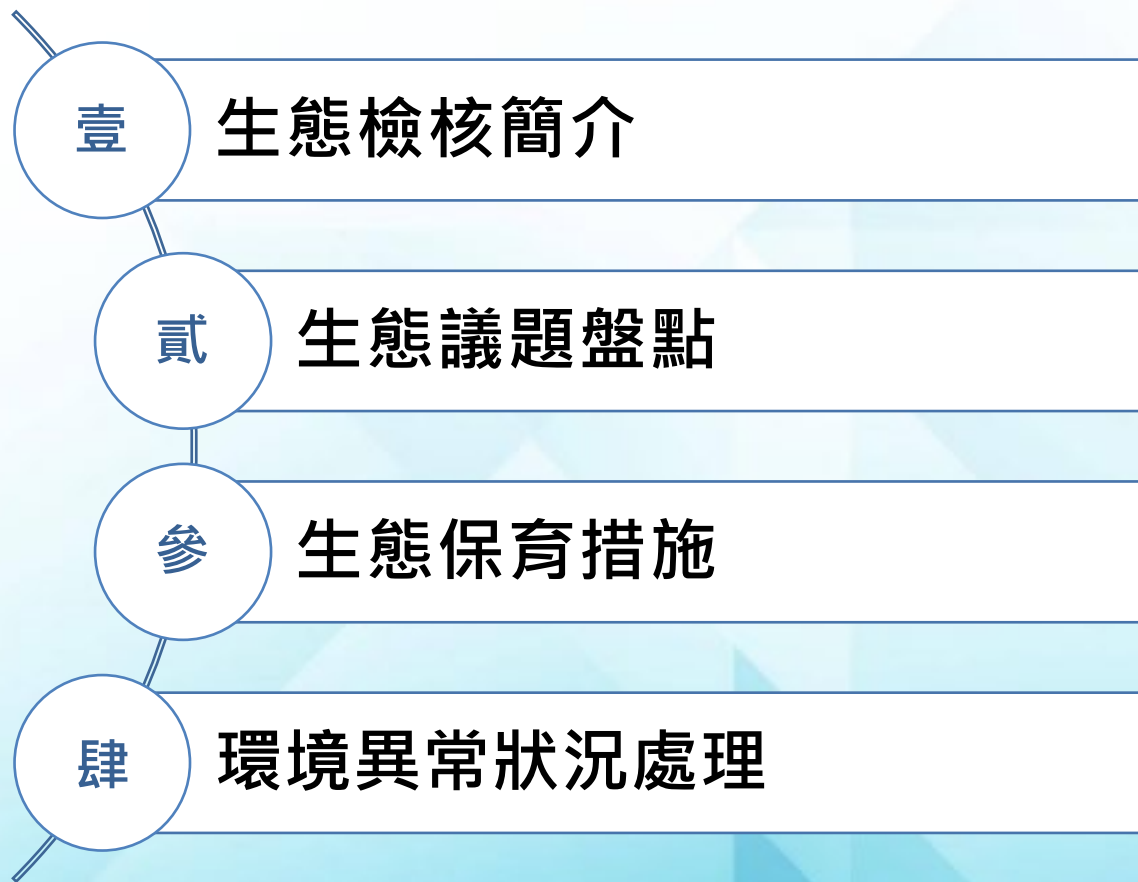 壹
生態檢核簡介
貳
生態議題盤點
參
生態保育措施
肆
環境異常狀況處理